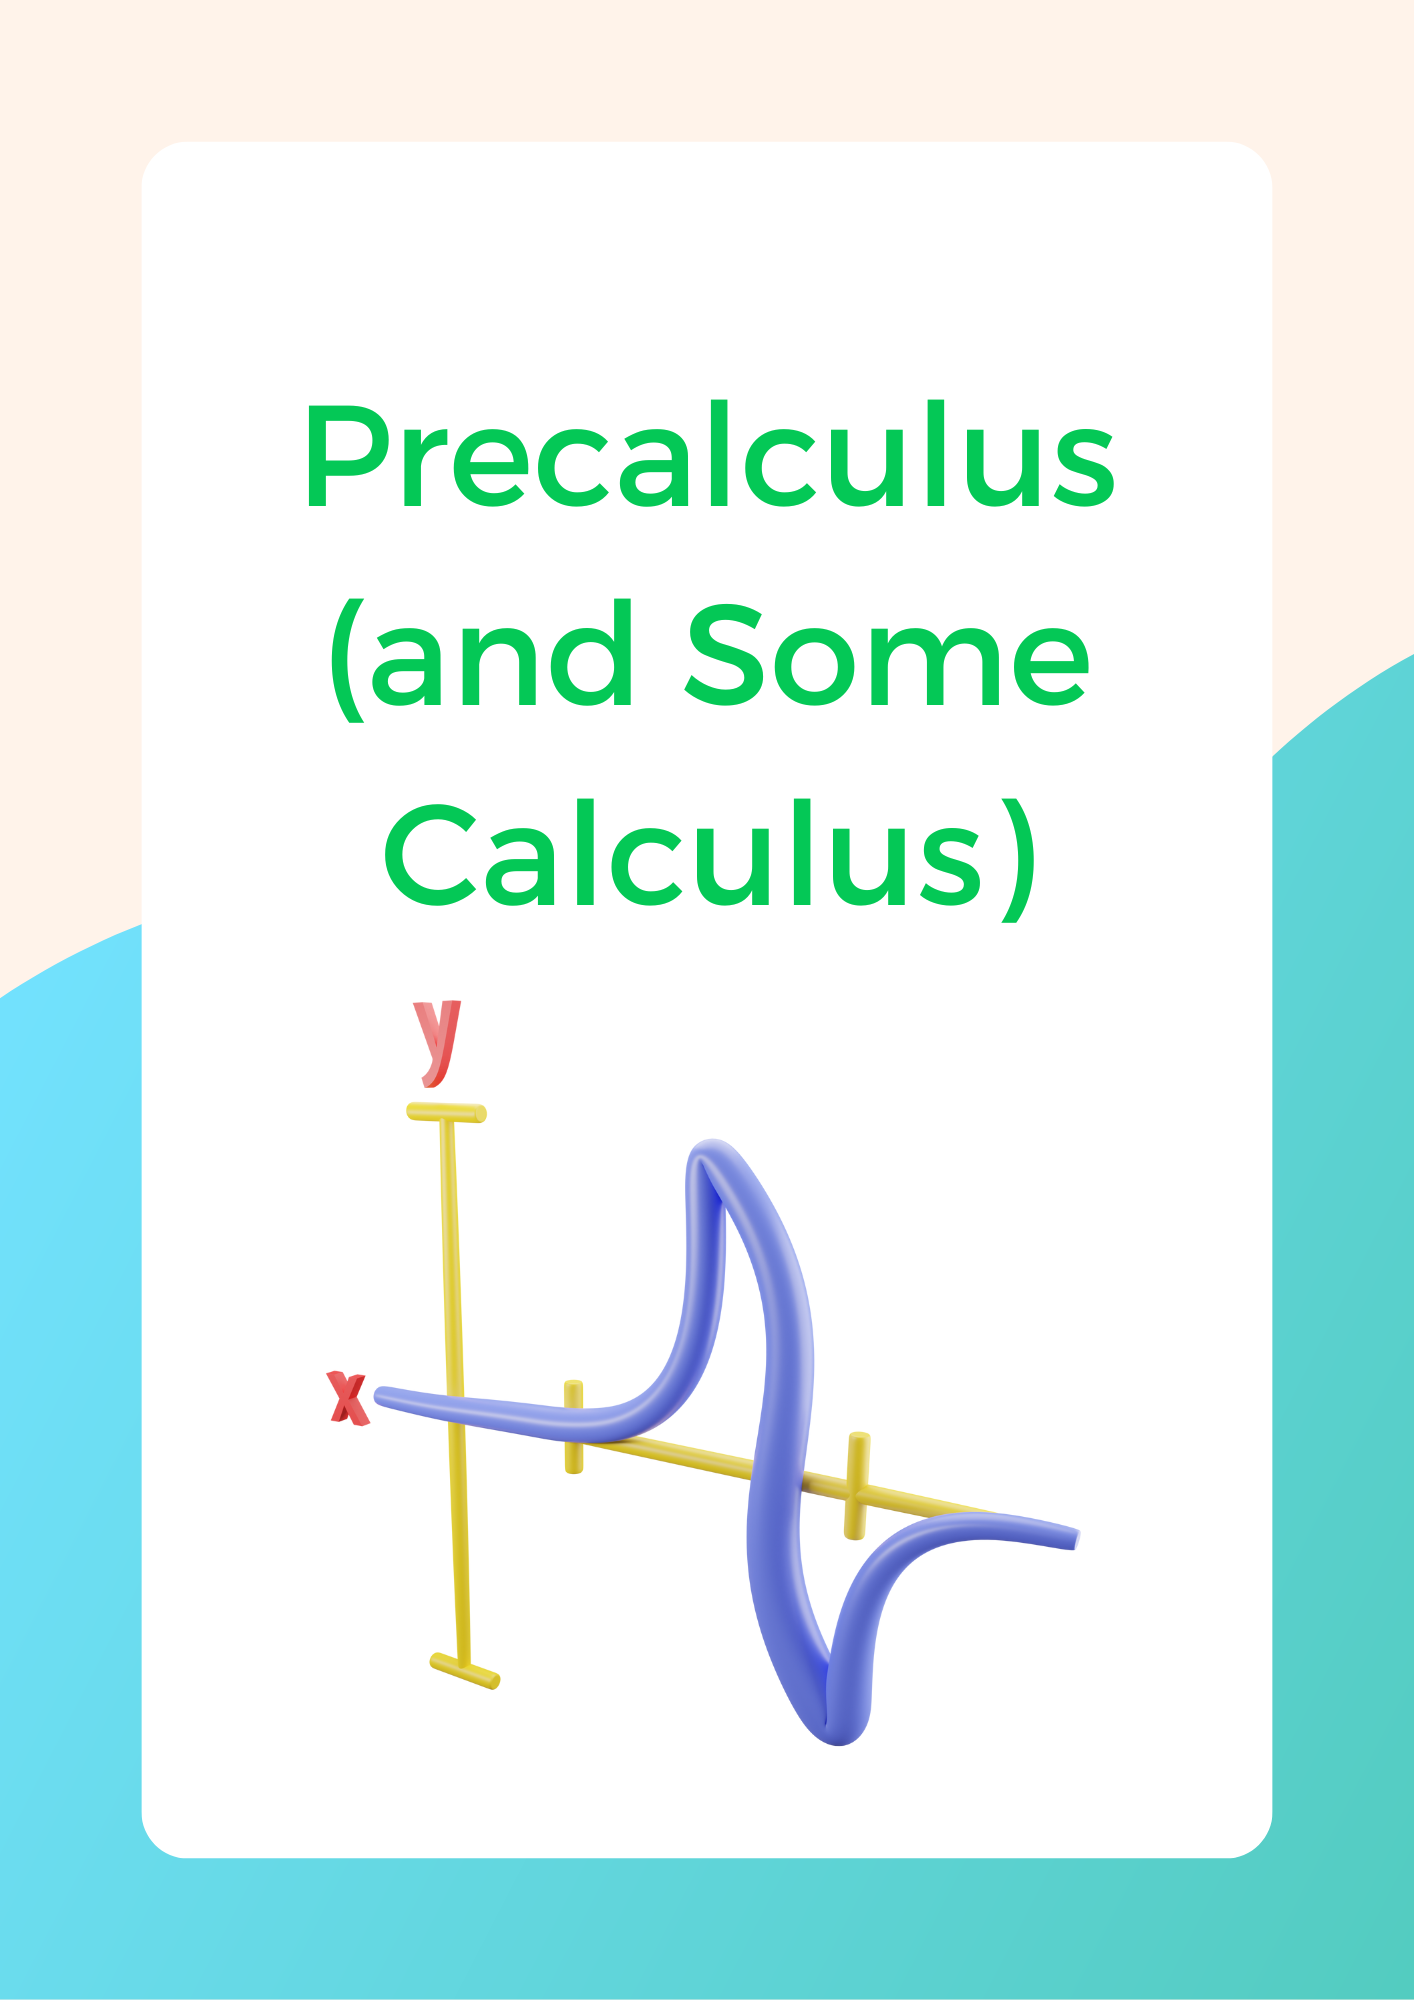 Precalculus
(and Some
Calculus)
y
x